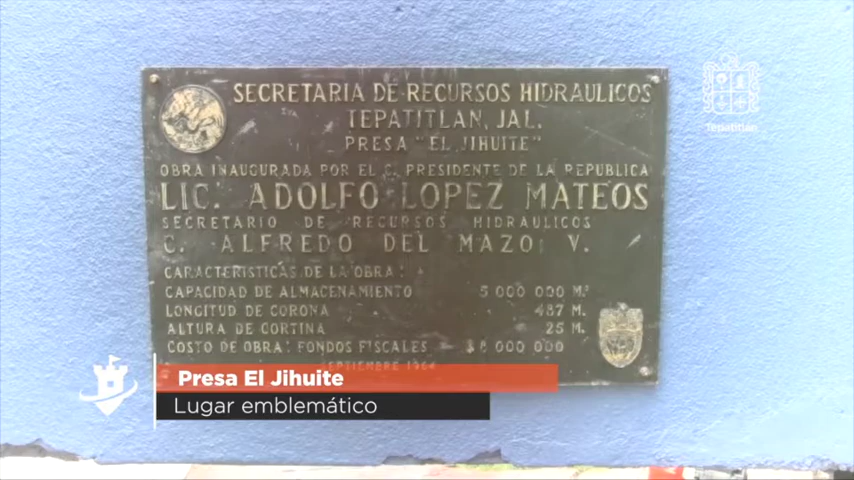 SECRETARIA DE RECURSOS HIDRAULICOS
TEPATITLAN, JAL.
PRESA "EL JIHUITE"
OBRA INAUGURADA POR EL C. PRESIDENTE DE LA REPUBLICA
LIC. ADOLFO LOPEZ MATEOS
SECRETARIO DE RECURSOS HIDRAULICOS
C. ALFREDO DEL MAZO V.
CARACTERISTICAS DE LA OBRA:
CAPACIDAD DE ALMACENAMIENTO 5 000 000 M.³
LONGITUD DE CORONA 487 M.
ALTURA DE CORTINA 25 M.
COSTO DE OBRA: FONDOS FISCALES $ 8 000 000
SEPTIEMBRE 1964
Tepatitlán
Presa El Jihuite
Lugar emblemático